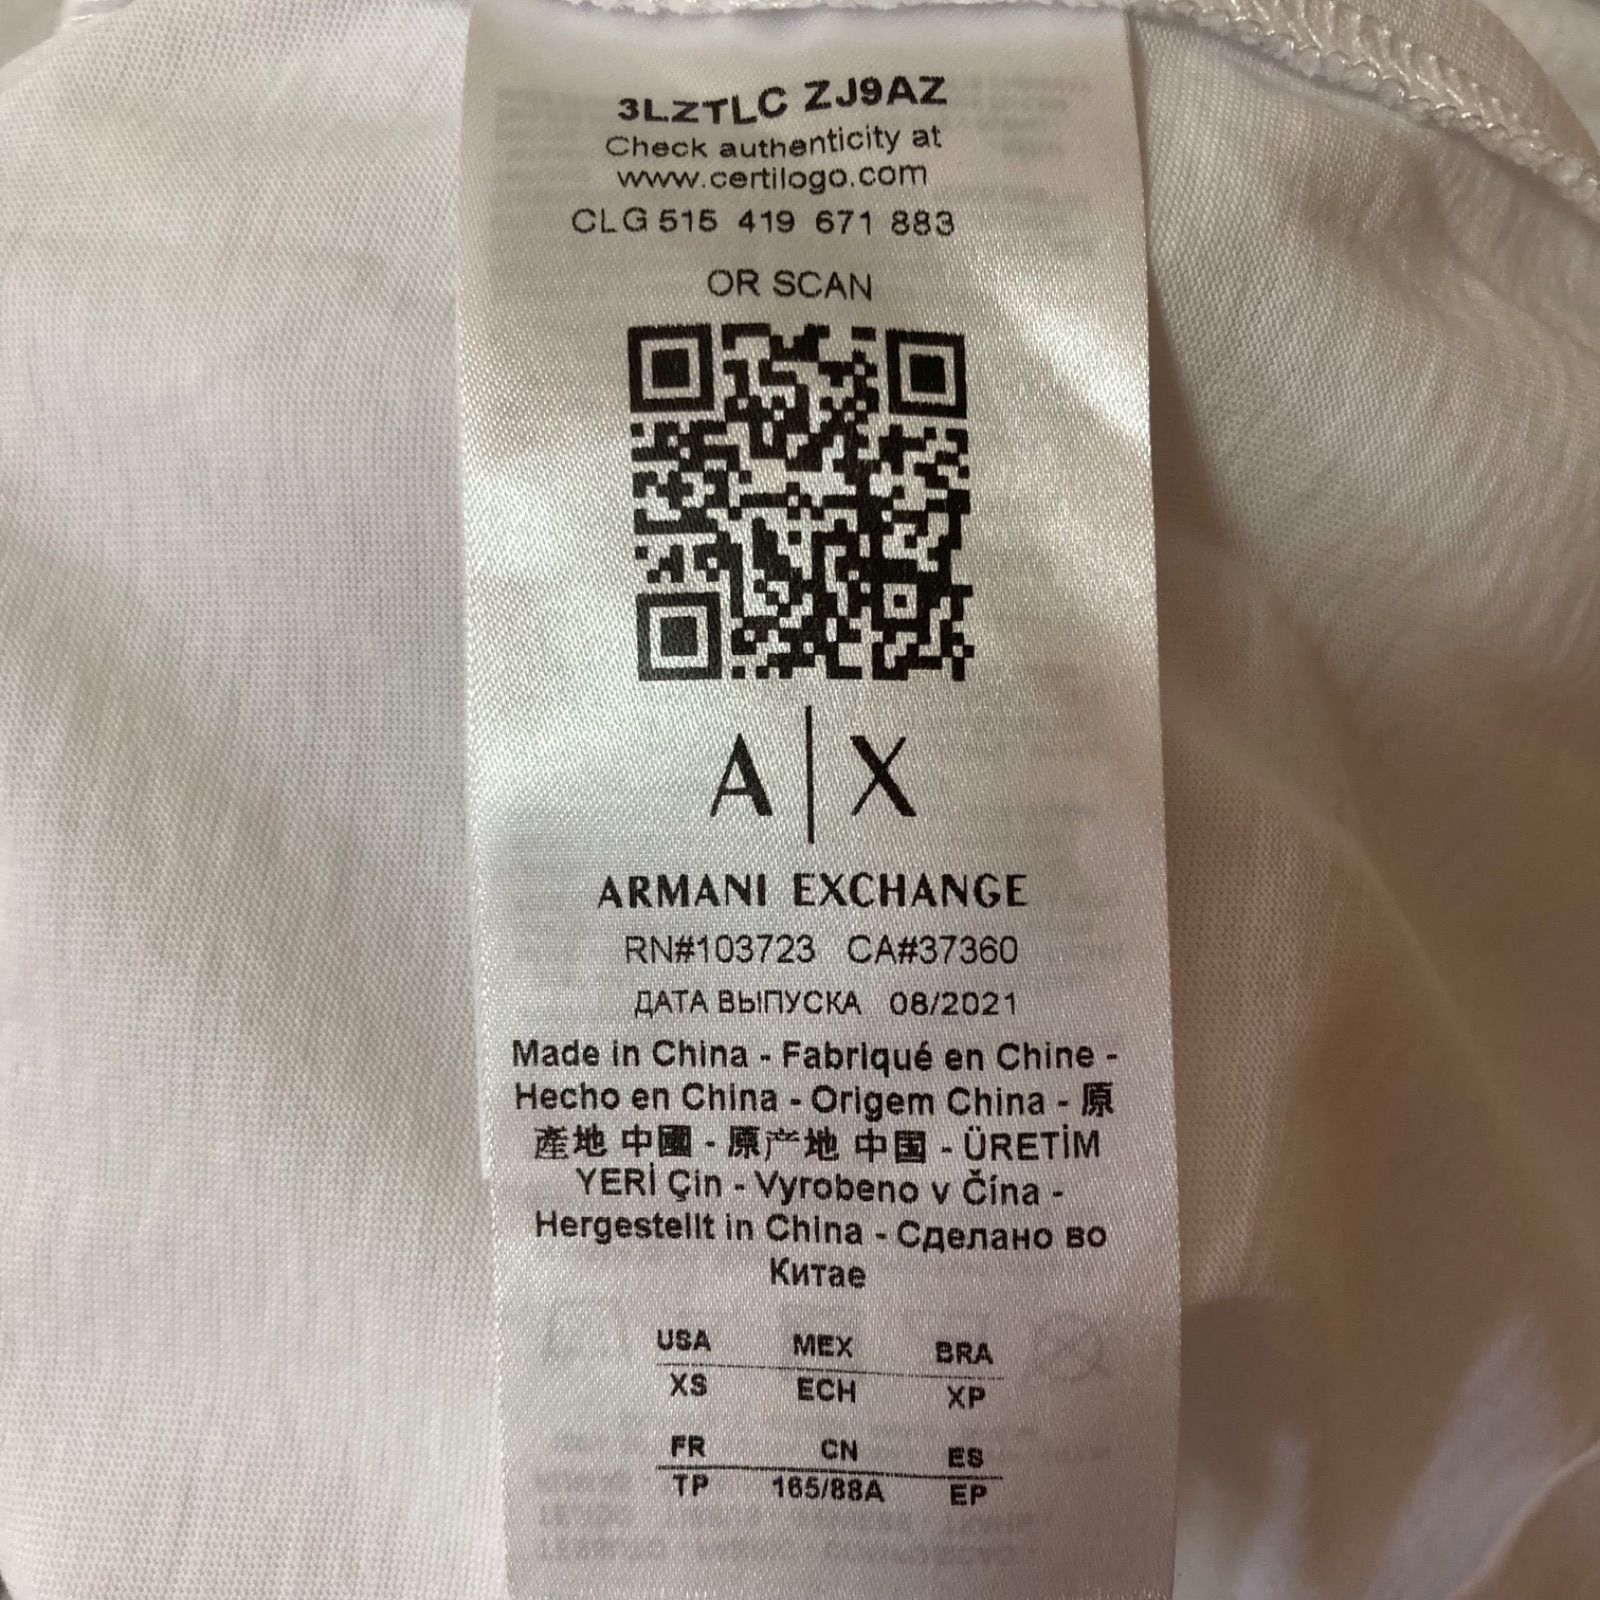 3LZTLC ZJ9AZ
Check authenticity at
www.certilogo.com
CLG 515 419 671 883
OR SCAN
A|X
ARMANI EXCHANGE
RN#103723 CA#37360
ДАТА ВЫПУСКА 08/2021
Made in China - Fabriqué en Chine -
Hecho en China - Origem China - 原
產地 中國 - 原产地 中国 - ÜRETİM
YERİ Çin - Vyrobeno v Čína -
Hergestellt in China - Сделано во
Китае
USA MEX BRA
XS ECH XP
FR CN ES
TP 165/88A EP